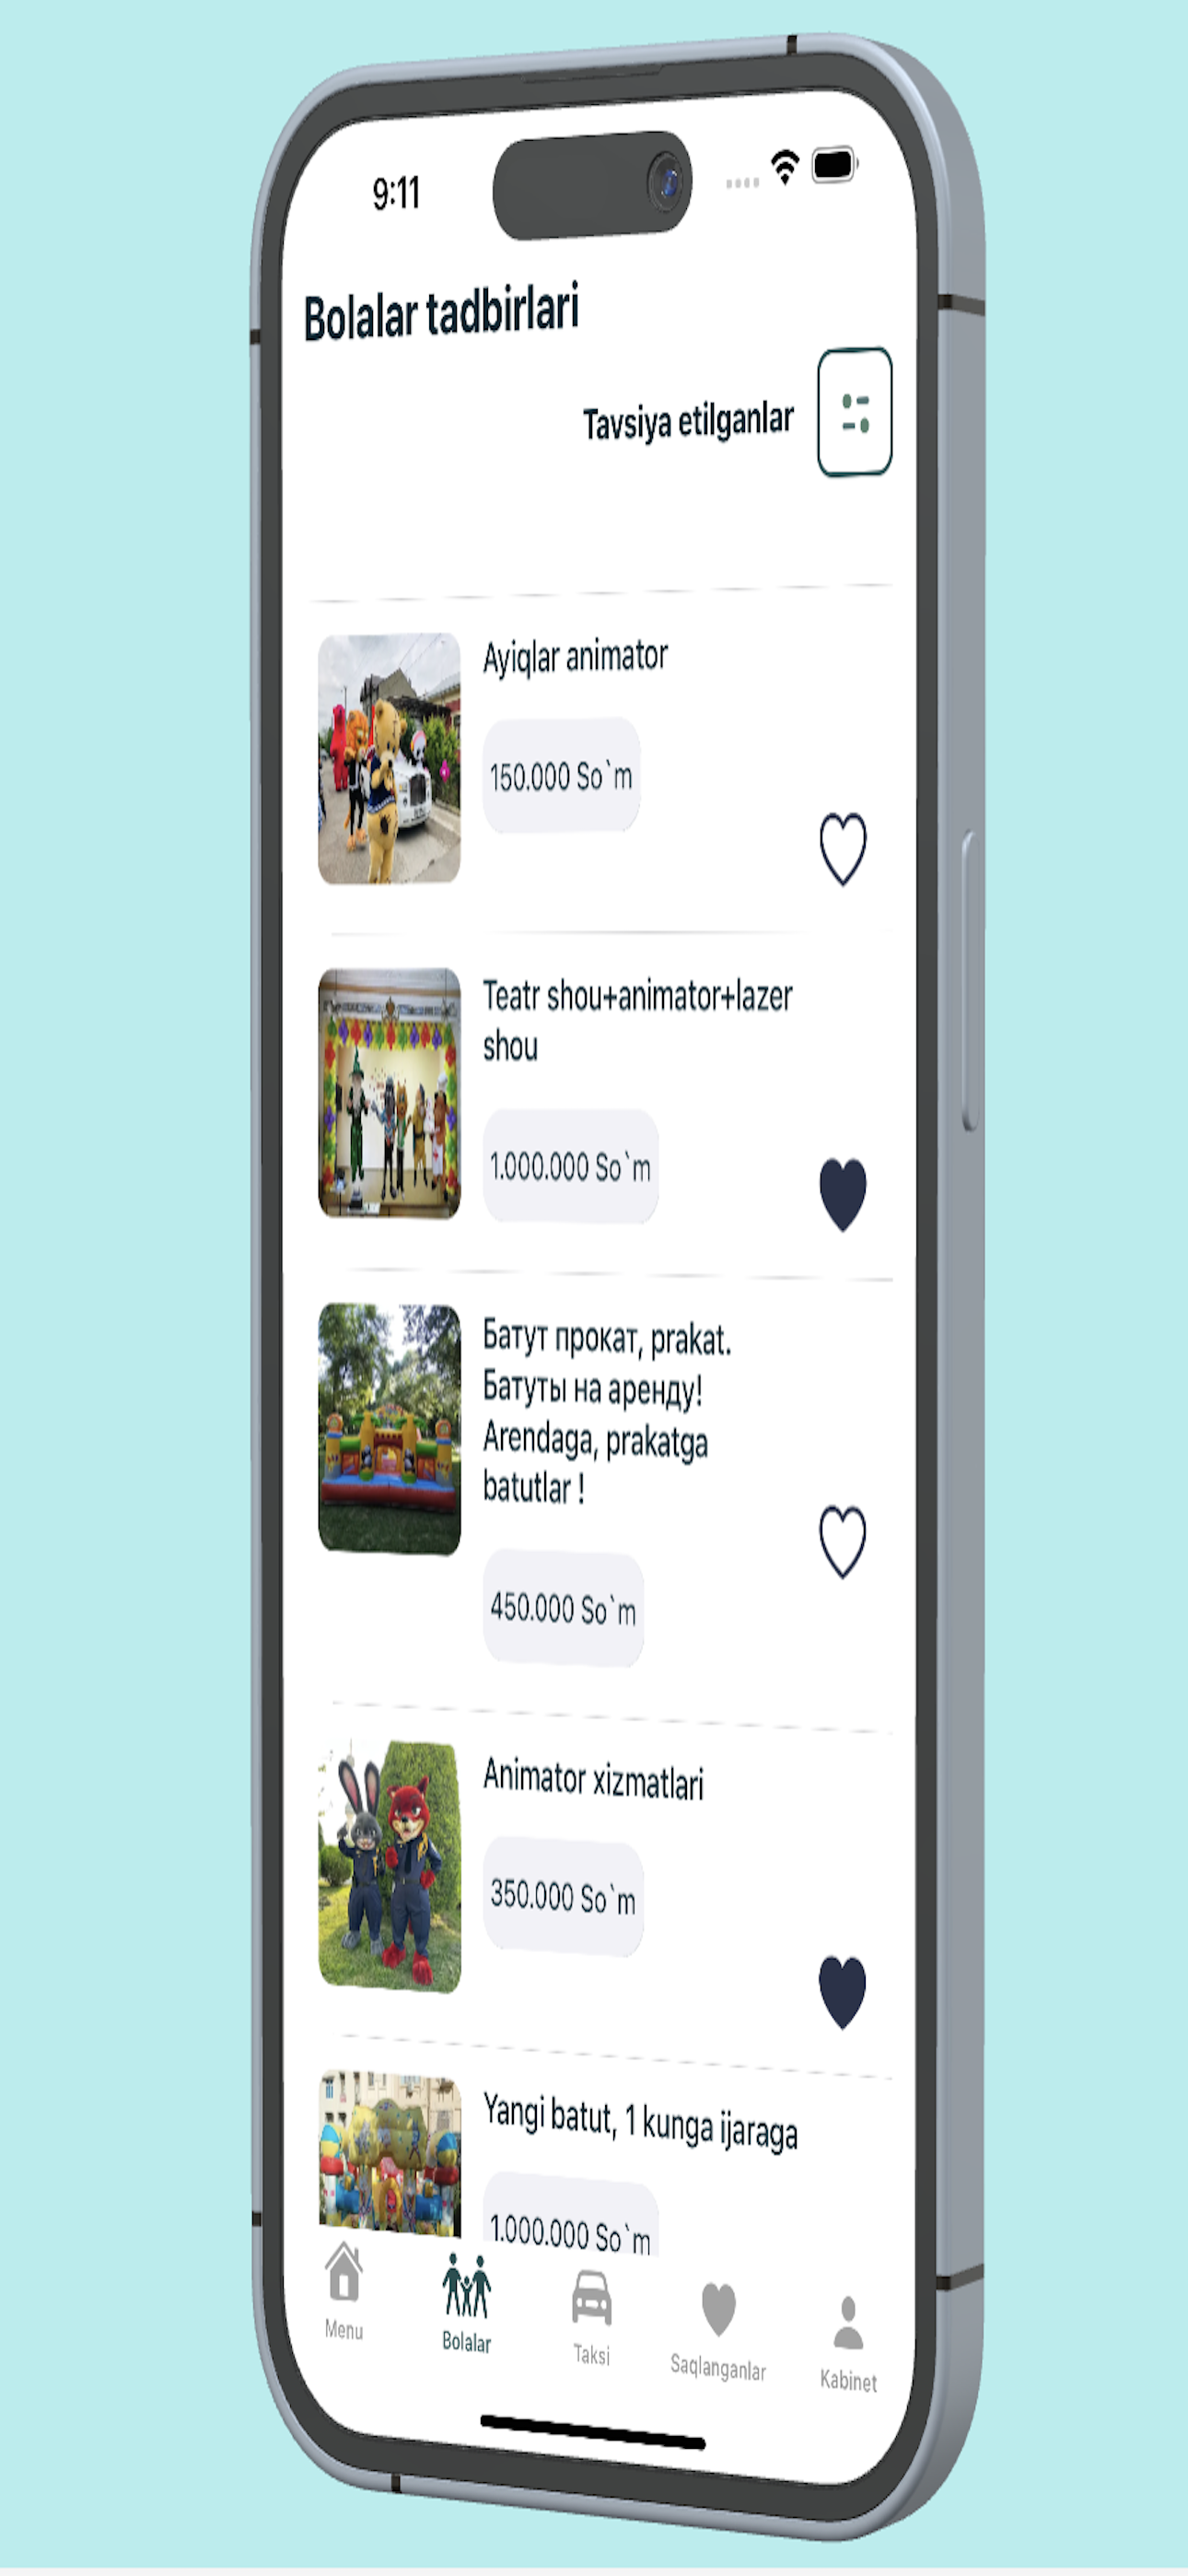 9:11
Bolalar tadbirlari
Tavsiya etilganlar
Ayiqlar animator
150.000 So`m
Teatr shou+animator+lazer
shou
1.000.000 So`m
Батут прокат, prakat.
Батуты на аренду!
Arendaga, prakatga
batutlar !
450.000 So`m
Animator xizmatlari
350.000 So`m
Yangi batut, 1 kunga ijaraga
1.000.000 So`m
Menu
Bolalar
Taksi
Saqlanganlar
Kabinet